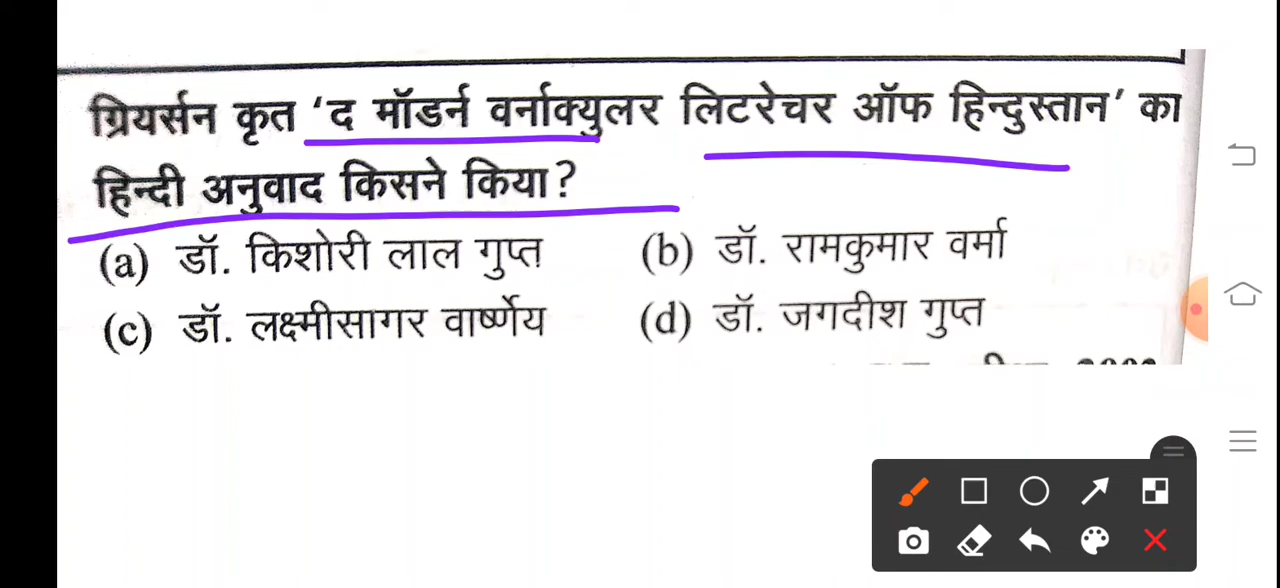 ग्रियर्सन कृत 'द मॉडर्न वर्नाक्युलर लिटरेचर ऑफ हिन्दुस्तान' का
हिन्दी अनुवाद किसने किया?
(a) डॉ. किशोरी लाल गुप्त (b) डॉ. रामकुमार वर्मा
(c) डॉ. लक्ष्मीसागर वार्ष्णेय (d) डॉ. जगदीश गुप्त